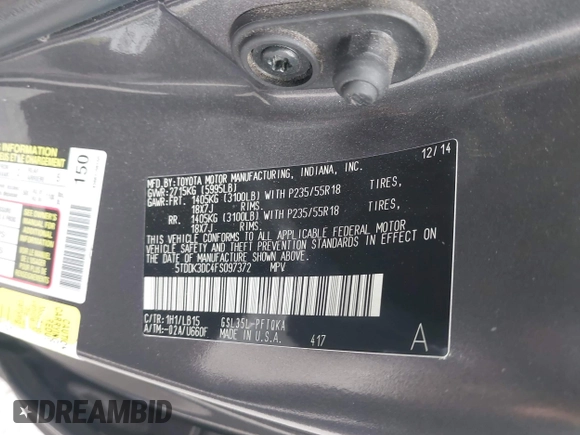 12/14
MFD.BY:TOYOTA MOTOR MANUFACTURING, INDIANA, INC.
GVWR:2715KG (5995LB)
GAWR:FRT. 1405KG (3100LB) WITH P235/55R18 TIRES,
18X7J RIMS.
RR. 1405KG (3100LB) WITH P235/55R18 TIRES,
18X7J RIMS.
THIS VEHICLE CONFORMS TO ALL APPLICABLE FEDERAL MOTOR
VEHICLE SAFETY AND THEFT PREVENTION STANDARDS IN EFFECT ON
THE DATE OF MANUFACTURE SHOWN ABOVE.
5TDDK3DC4FS097372 MPV
C/TR:1H1/LB15 GSL35L-PFTQKA
A/TM:-02A/U660F MADE IN U.S.A. 417 A
150
DREAMBID